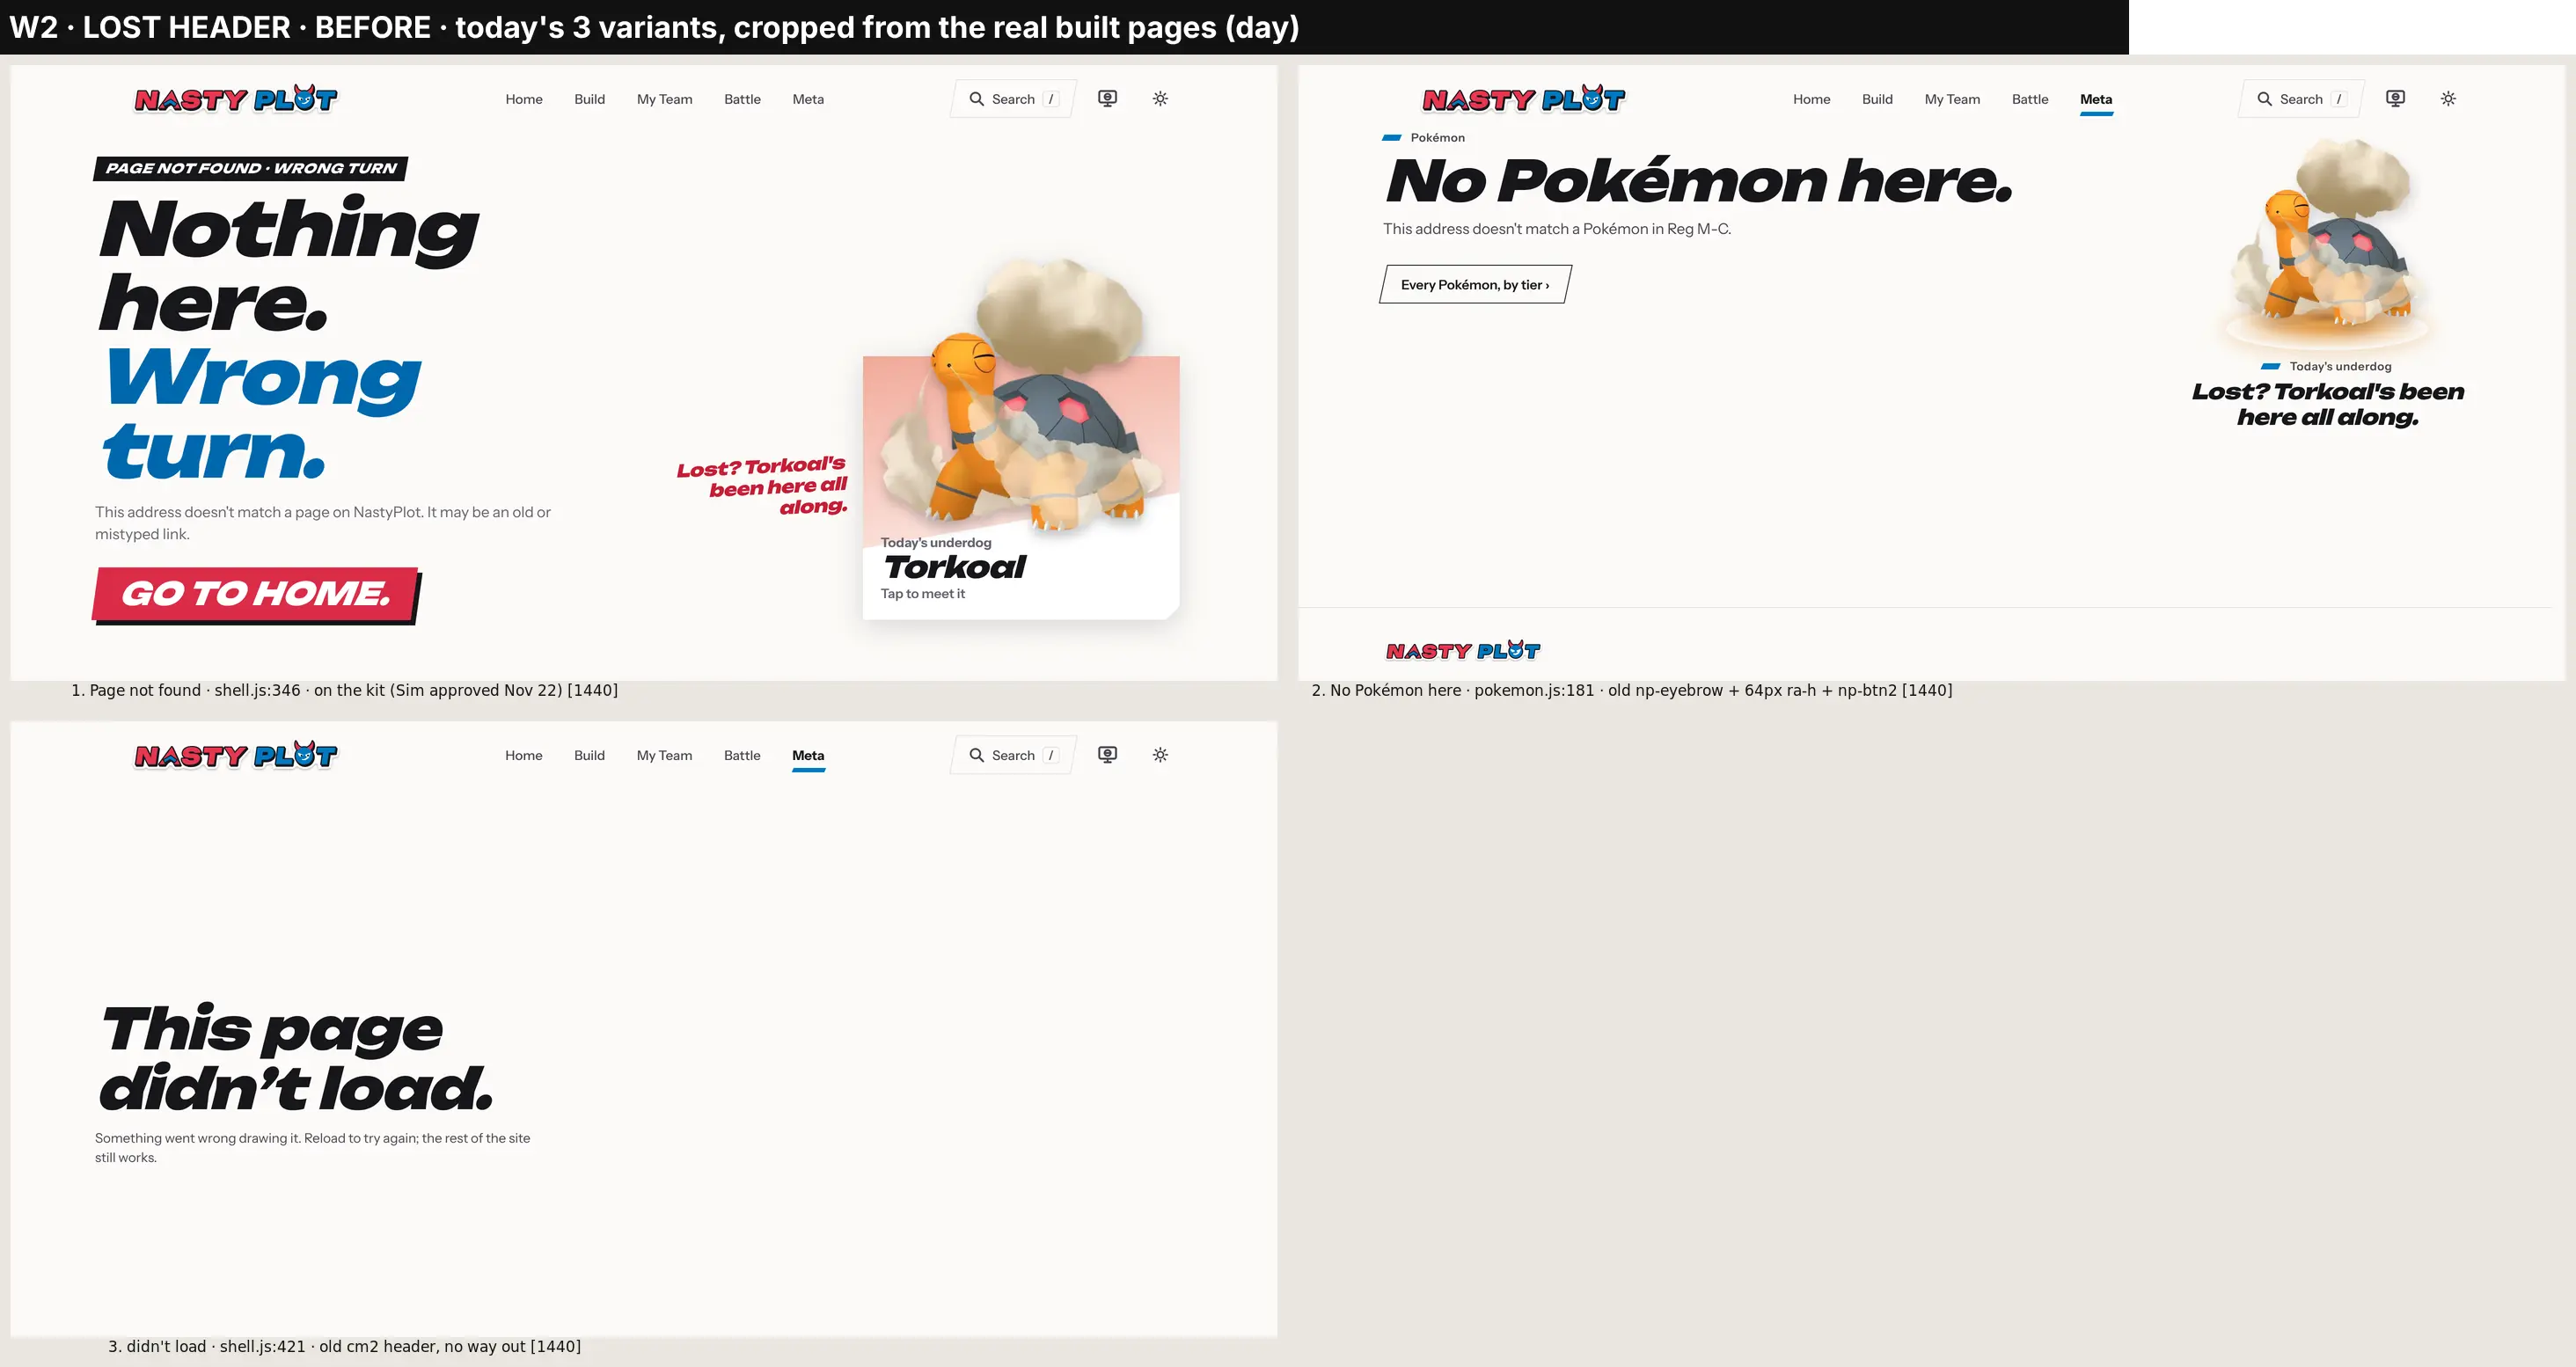 W2 · LOST HEADER · BEFORE · today's 3 variants, cropped from the real built pages (day)
NASTY PLOT
Home Build My Team Battle Meta
Search /
PAGE NOT FOUND · WRONG TURN
Nothing
here.
Wrong
turn.
This address doesn't match a page on NastyPlot. It may be an old or
mistyped link.
GO TO HOME.
Lost? Torkoal's
been here all
along.
Today's underdog
Torkoal
Tap to meet it
1. Page not found · shell.js:346 · on the kit (Sim approved Nov 22) [1440]
NASTY PLOT
Home Build My Team Battle Meta
Search /
Pokémon
No Pokémon here.
This address doesn't match a Pokémon in Reg M-C.
Every Pokémon, by tier ›
Today's underdog
Lost? Torkoal's been
here all along.
NASTY PLOT
2. No Pokémon here · pokemon.js:181 · old np-eyebrow + 64px ra-h + np-btn2 [1440]
NASTY PLOT
Home Build My Team Battle Meta
Search /
This page
didn’t load.
Something went wrong drawing it. Reload to try again; the rest of the site
still works.
3. didn't load · shell.js:421 · old cm2 header, no way out [1440]